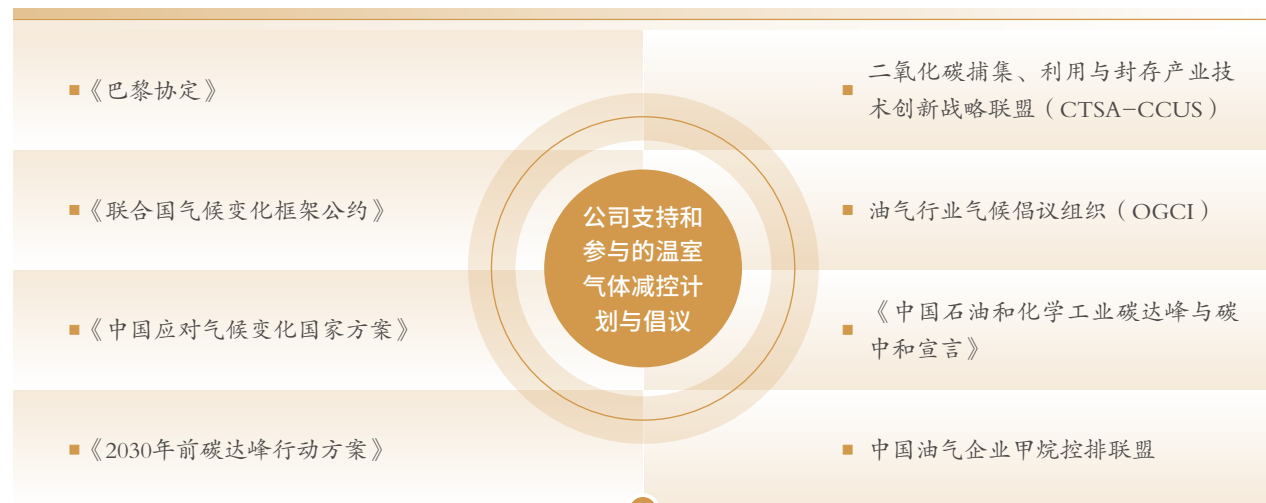 《巴黎协定》
《联合国气候变化框架公约》
《中国应对气候变化国家方案》
《2030年前碳达峰行动方案》
公司支持和
参与的温室
气体减控计
划与倡议
二氧化碳捕集、利用与封存产业技
术创新战略联盟（CTSA-CCUS）
油气行业气候倡议组织（OGCI）
《中国石油和化学工业碳达峰与碳
中和宣言》
中国油气企业甲烷控排联盟